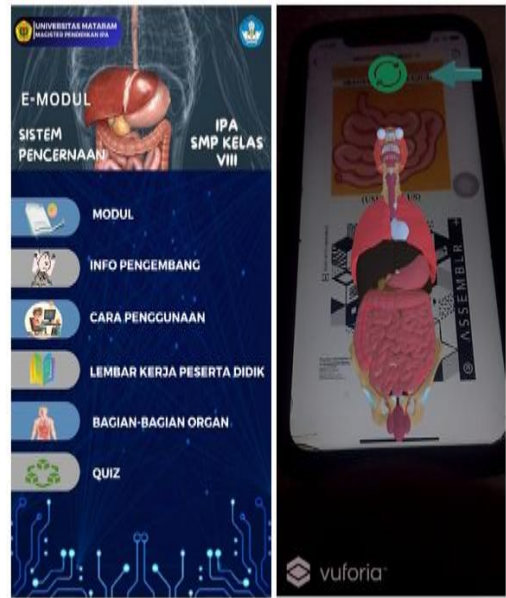 UNIVERSITAS MATARAM
MAGISTER PENDIDIKAN IPA
E-MODUL
SISTEM
PENCERNAAN
IPA
SMP KELAS
VIII
MODUL
INFO PENGEMBANG
CARA PENGGUNAAN
LEMBAR KERJA PESERTA DIDIK
BAGIAN-BAGIAN ORGAN
QUIZ
ASSEMBLR
vuforia